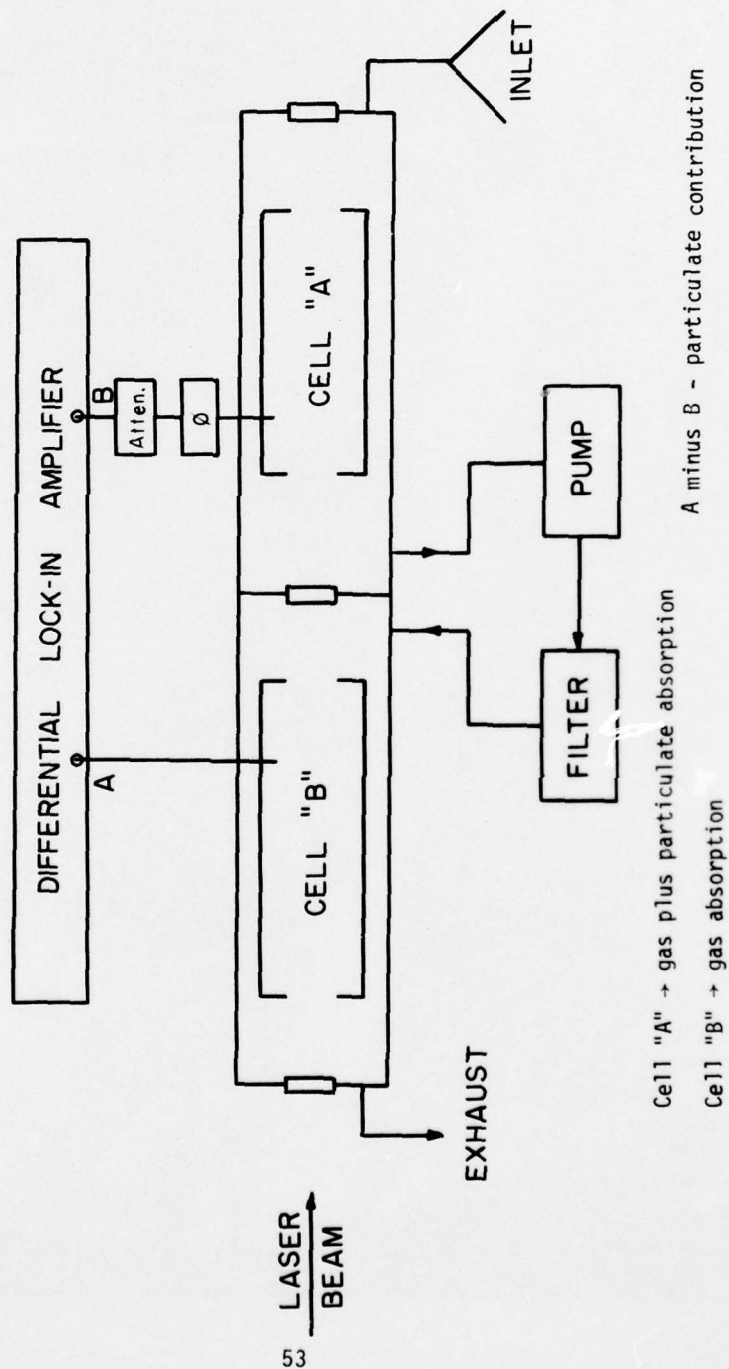 DIFFERENTIAL LOCK-IN AMPLIFIER
A
B
Atten.
Ø
CELL "B"
CELL "A"
LASER
BEAM
EXHAUST
INLET
FILTER
PUMP
Cell "A" → gas plus particulate absorption
Cell "B" → gas absorption
A minus B - particulate contribution
53